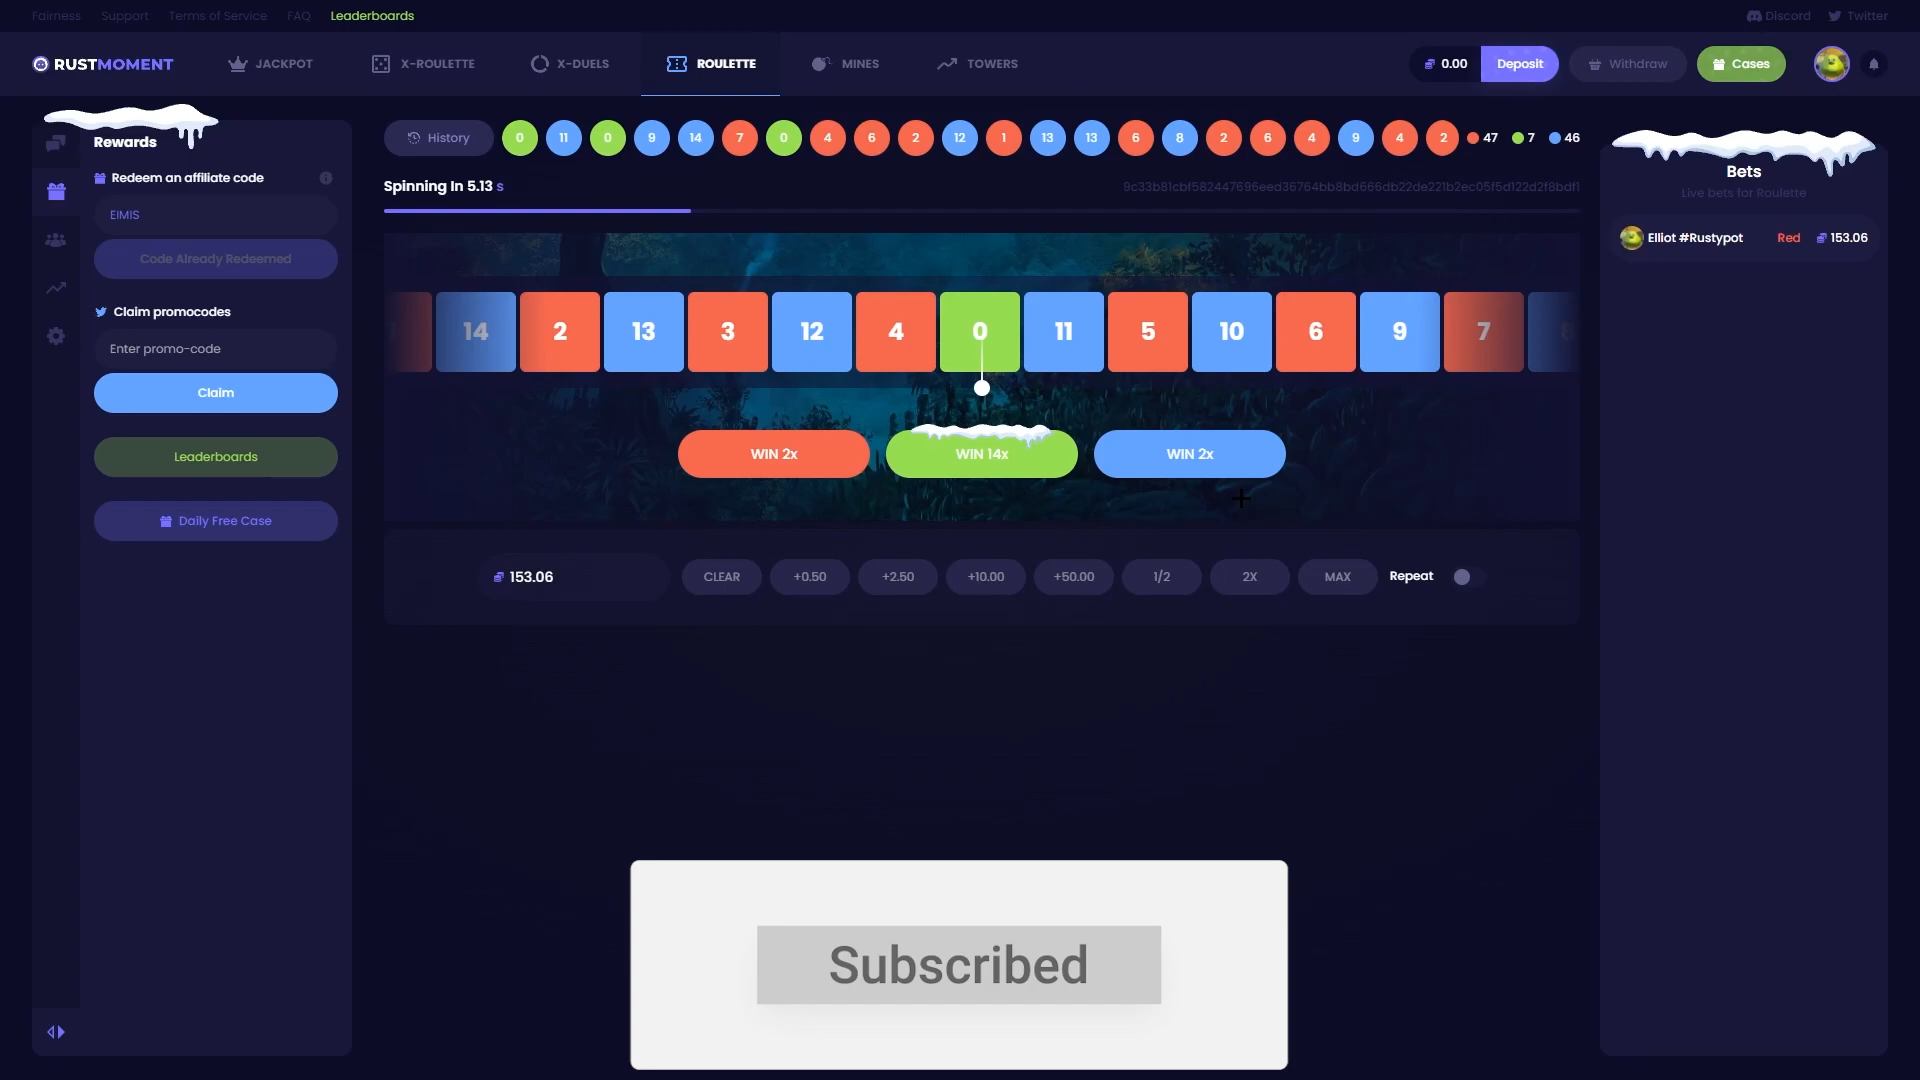 Fairness Support Terms of Service FAQ Leaderboards Discord Twitter
RUSTMOMENT JACKPOT X-ROULETTE X-DUELS ROULETTE MINES TOWERS 0.00 Deposit Withdraw Cases
Rewards
Redeem an affiliate code
EIMIS
Code Already Redeemed
Claim promocodes
Enter promo-code
Claim
Leaderboards
Daily Free Case
History 0 11 0 9 14 7 0 4 6 2 12 1 13 13 6 8 2 6 4 9 4 2 47 7 46
Spinning In 5.13 s
14 2 13 3 12 4 0 11 5 10 6 9 7 8
WIN 2x WIN 14x WIN 2x
153.06 CLEAR +0.50 +2.50 +10.00 +50.00 1/2 2X MAX Repeat
Bets
Live bets for Roulette
Elliot #Rustypot Red 153.06
Subscribed